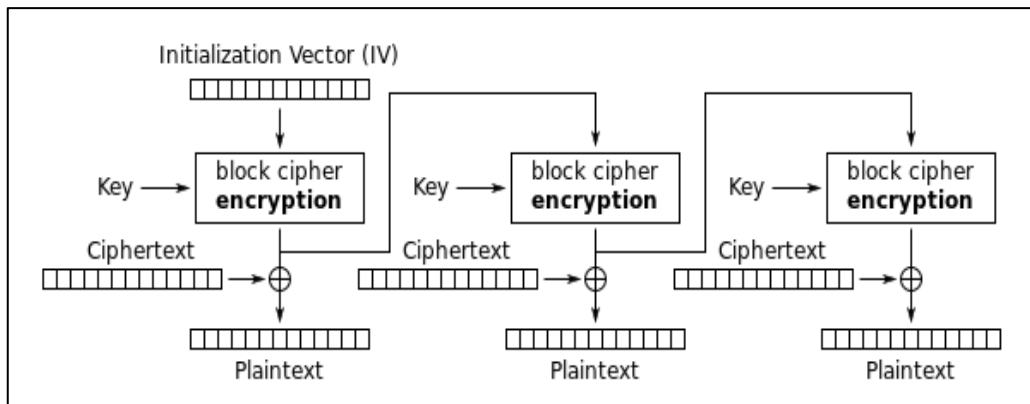 Initialization Vector (IV)
block cipher
encryption
block cipher
encryption
block cipher
encryption
Key
Key
Key
Ciphertext
Ciphertext
Ciphertext
Plaintext
Plaintext
Plaintext